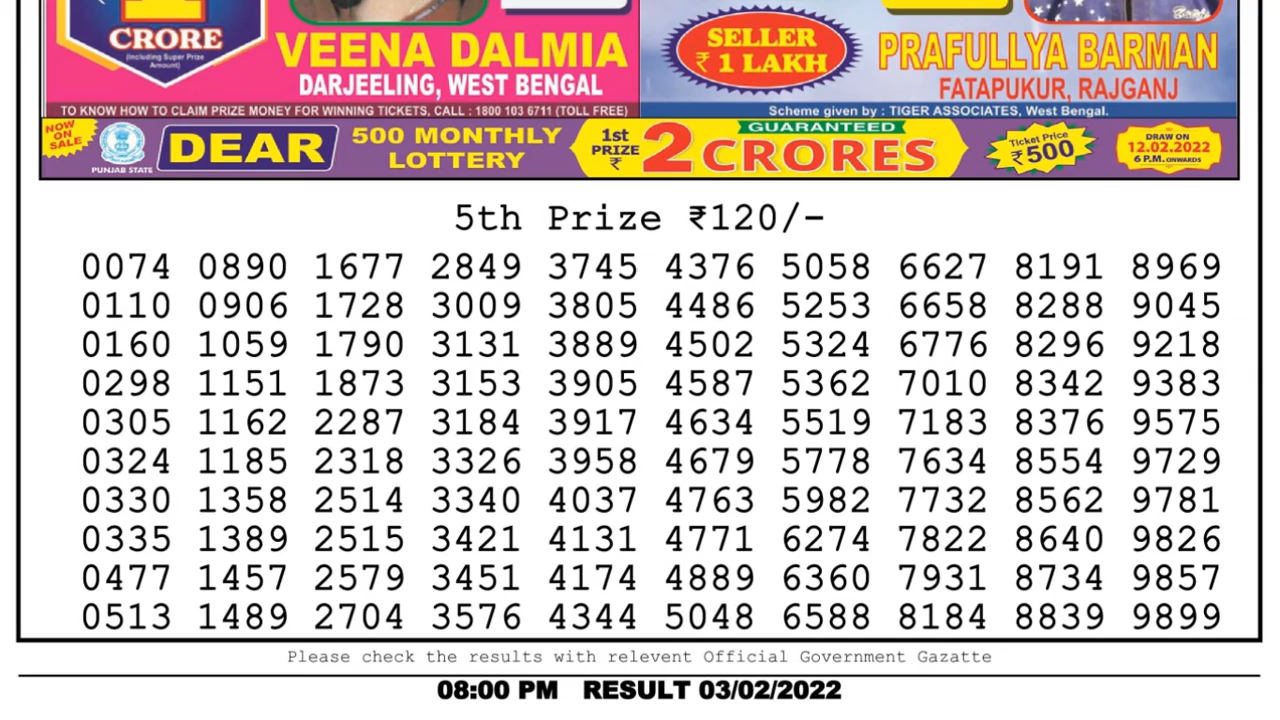 1
CRORE
(Including Super Prize
Amount)
VEENA DALMIA
DARJEELING, WEST BENGAL
TO KNOW HOW TO CLAIM PRIZE MONEY FOR WINNING TICKETS, CALL : 1800 103 6711 (TOLL FREE)
SELLER
₹ 1 LAKH
PRAFULLYA BARMAN
FATAPUKUR, RAJGANJ
Scheme given by : TIGER ASSOCIATES, West Bengal.
NOW
ON
SALE
PUNJAB STATE
DEAR
500 MONTHLY
LOTTERY
1st
PRIZE
₹
GUARANTEED
2 CRORES
Ticket Price
₹500
DRAW ON
12.02.2022
6 P.M. ONWARDS
5th Prize ₹120/-
0074 0890 1677 2849 3745 4376 5058 6627 8191 8969
0110 0906 1728 3009 3805 4486 5253 6658 8288 9045
0160 1059 1790 3131 3889 4502 5324 6776 8296 9218
0298 1151 1873 3153 3905 4587 5362 7010 8342 9383
0305 1162 2287 3184 3917 4634 5519 7183 8376 9575
0324 1185 2318 3326 3958 4679 5778 7634 8554 9729
0330 1358 2514 3340 4037 4763 5982 7732 8562 9781
0335 1389 2515 3421 4131 4771 6274 7822 8640 9826
0477 1457 2579 3451 4174 4889 6360 7931 8734 9857
0513 1489 2704 3576 4344 5048 6588 8184 8839 9899
Please check the results with relevent Official Government Gazatte
08:00 PM RESULT 03/02/2022